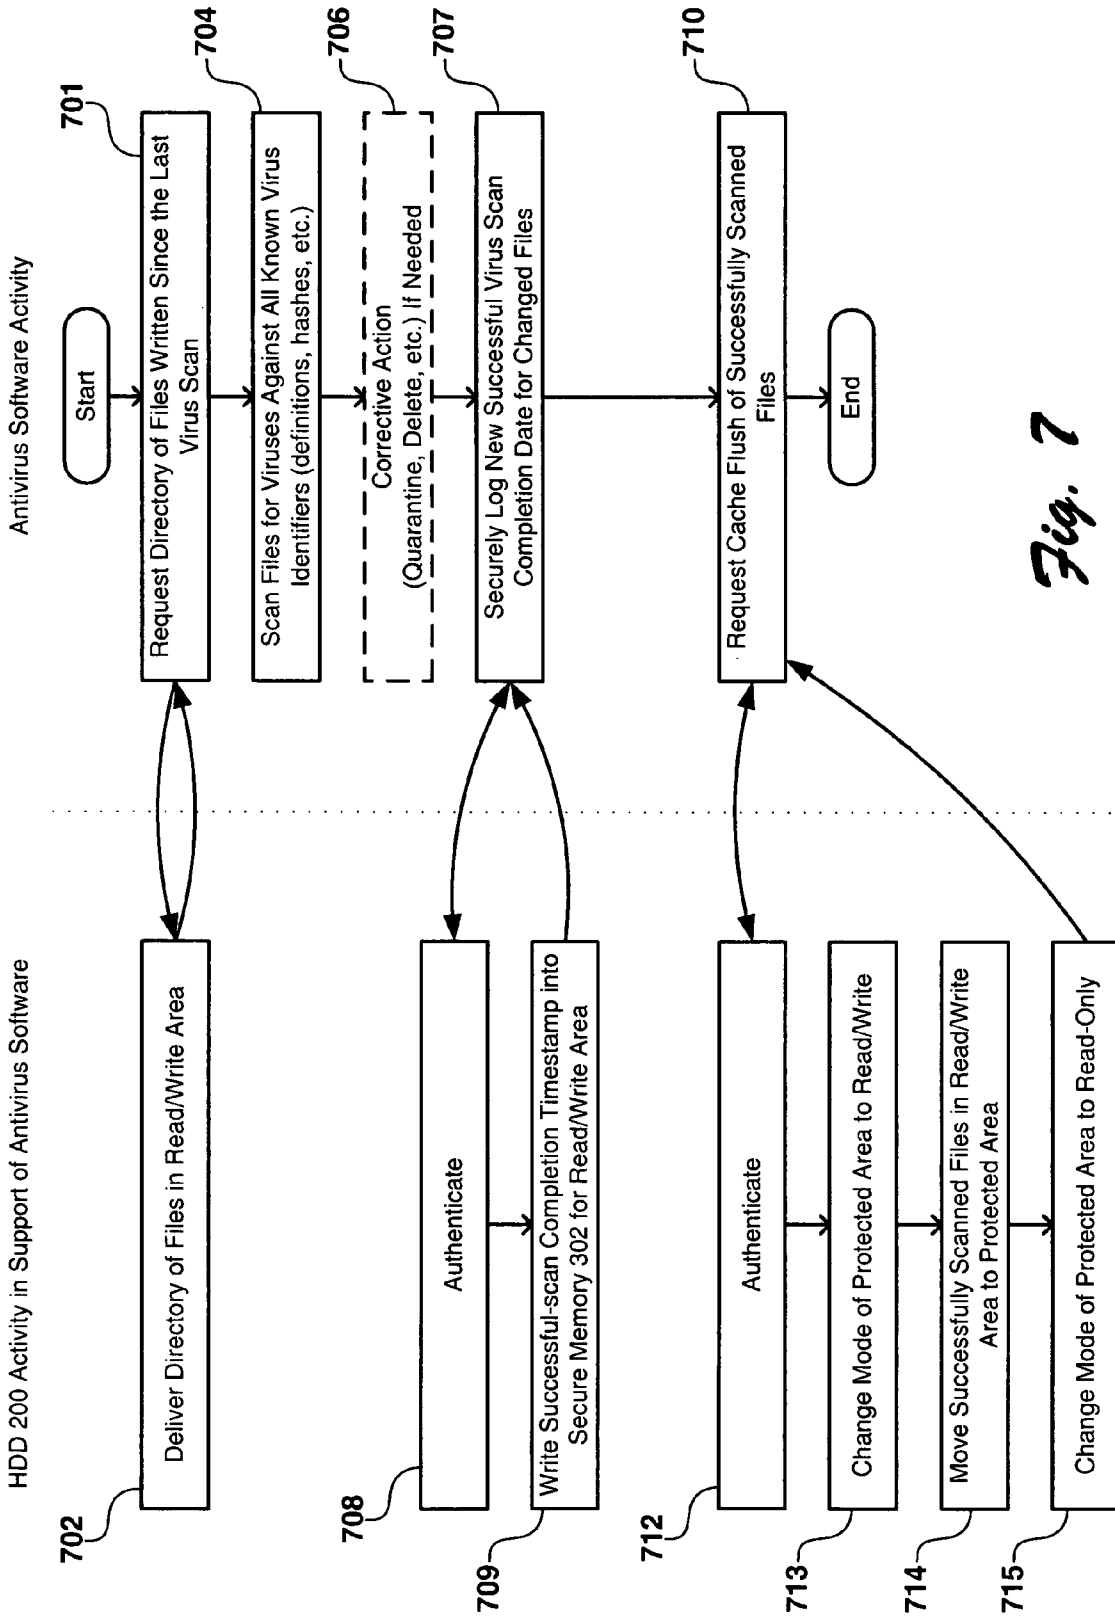 HDD 200 Activity in Support of Antivirus Software
Antivirus Software Activity
Start
701
Request Directory of Files Written Since the Last
Virus Scan
702
Deliver Directory of Files in Read/Write Area
704
Scan Files for Viruses Against All Known Virus
Identifiers (definitions, hashes, etc.)
706
Corrective Action
(Quarantine, Delete, etc.) If Needed
707
Securely Log New Successful Virus Scan
Completion Date for Changed Files
708
Authenticate
709
Write Successful-scan Completion Timestamp into
Secure Memory 302 for Read/Write Area
710
Request Cache Flush of Successfully Scanned
Files
712
Authenticate
713
Change Mode of Protected Area to Read/Write
714
Move Successfully Scanned Files in Read/Write
Area to Protected Area
715
Change Mode of Protected Area to Read-Only
End
Fig. 7